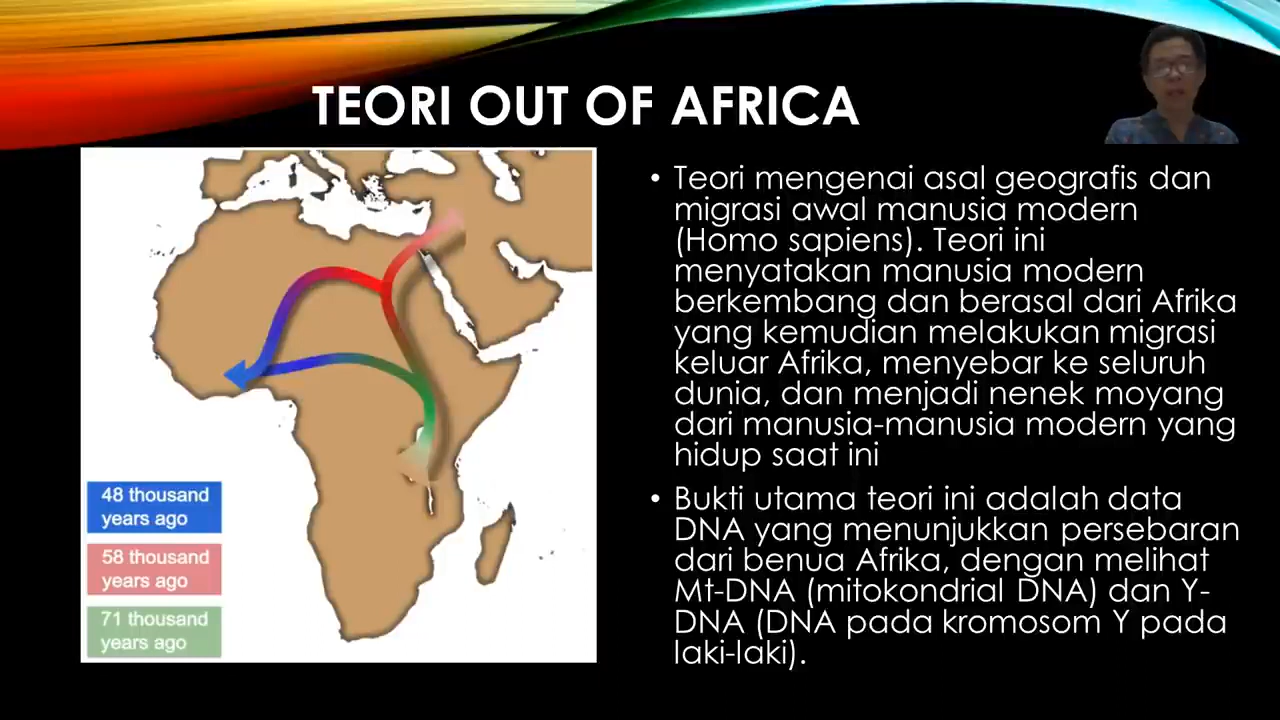 TEORI OUT OF AFRICA
48 thousand
years ago
58 thousand
years ago
71 thousand
years ago
• Teori mengenai asal geografis dan
migrasi awal manusia modern
(Homo sapiens). Teori ini
menyatakan manusia modern
berkembang dan berasal dari Afrika
yang kemudian melakukan migrasi
keluar Afrika, menyebar ke seluruh
dunia, dan menjadi nenek moyang
dari manusia-manusia modern yang
hidup saat ini
• Bukti utama teori ini adalah data
DNA yang menunjukkan persebaran
dari benua Afrika, dengan melihat
Mt-DNA (mitokondrial DNA) dan Y-
DNA (DNA pada kromosom Y pada
laki-laki).